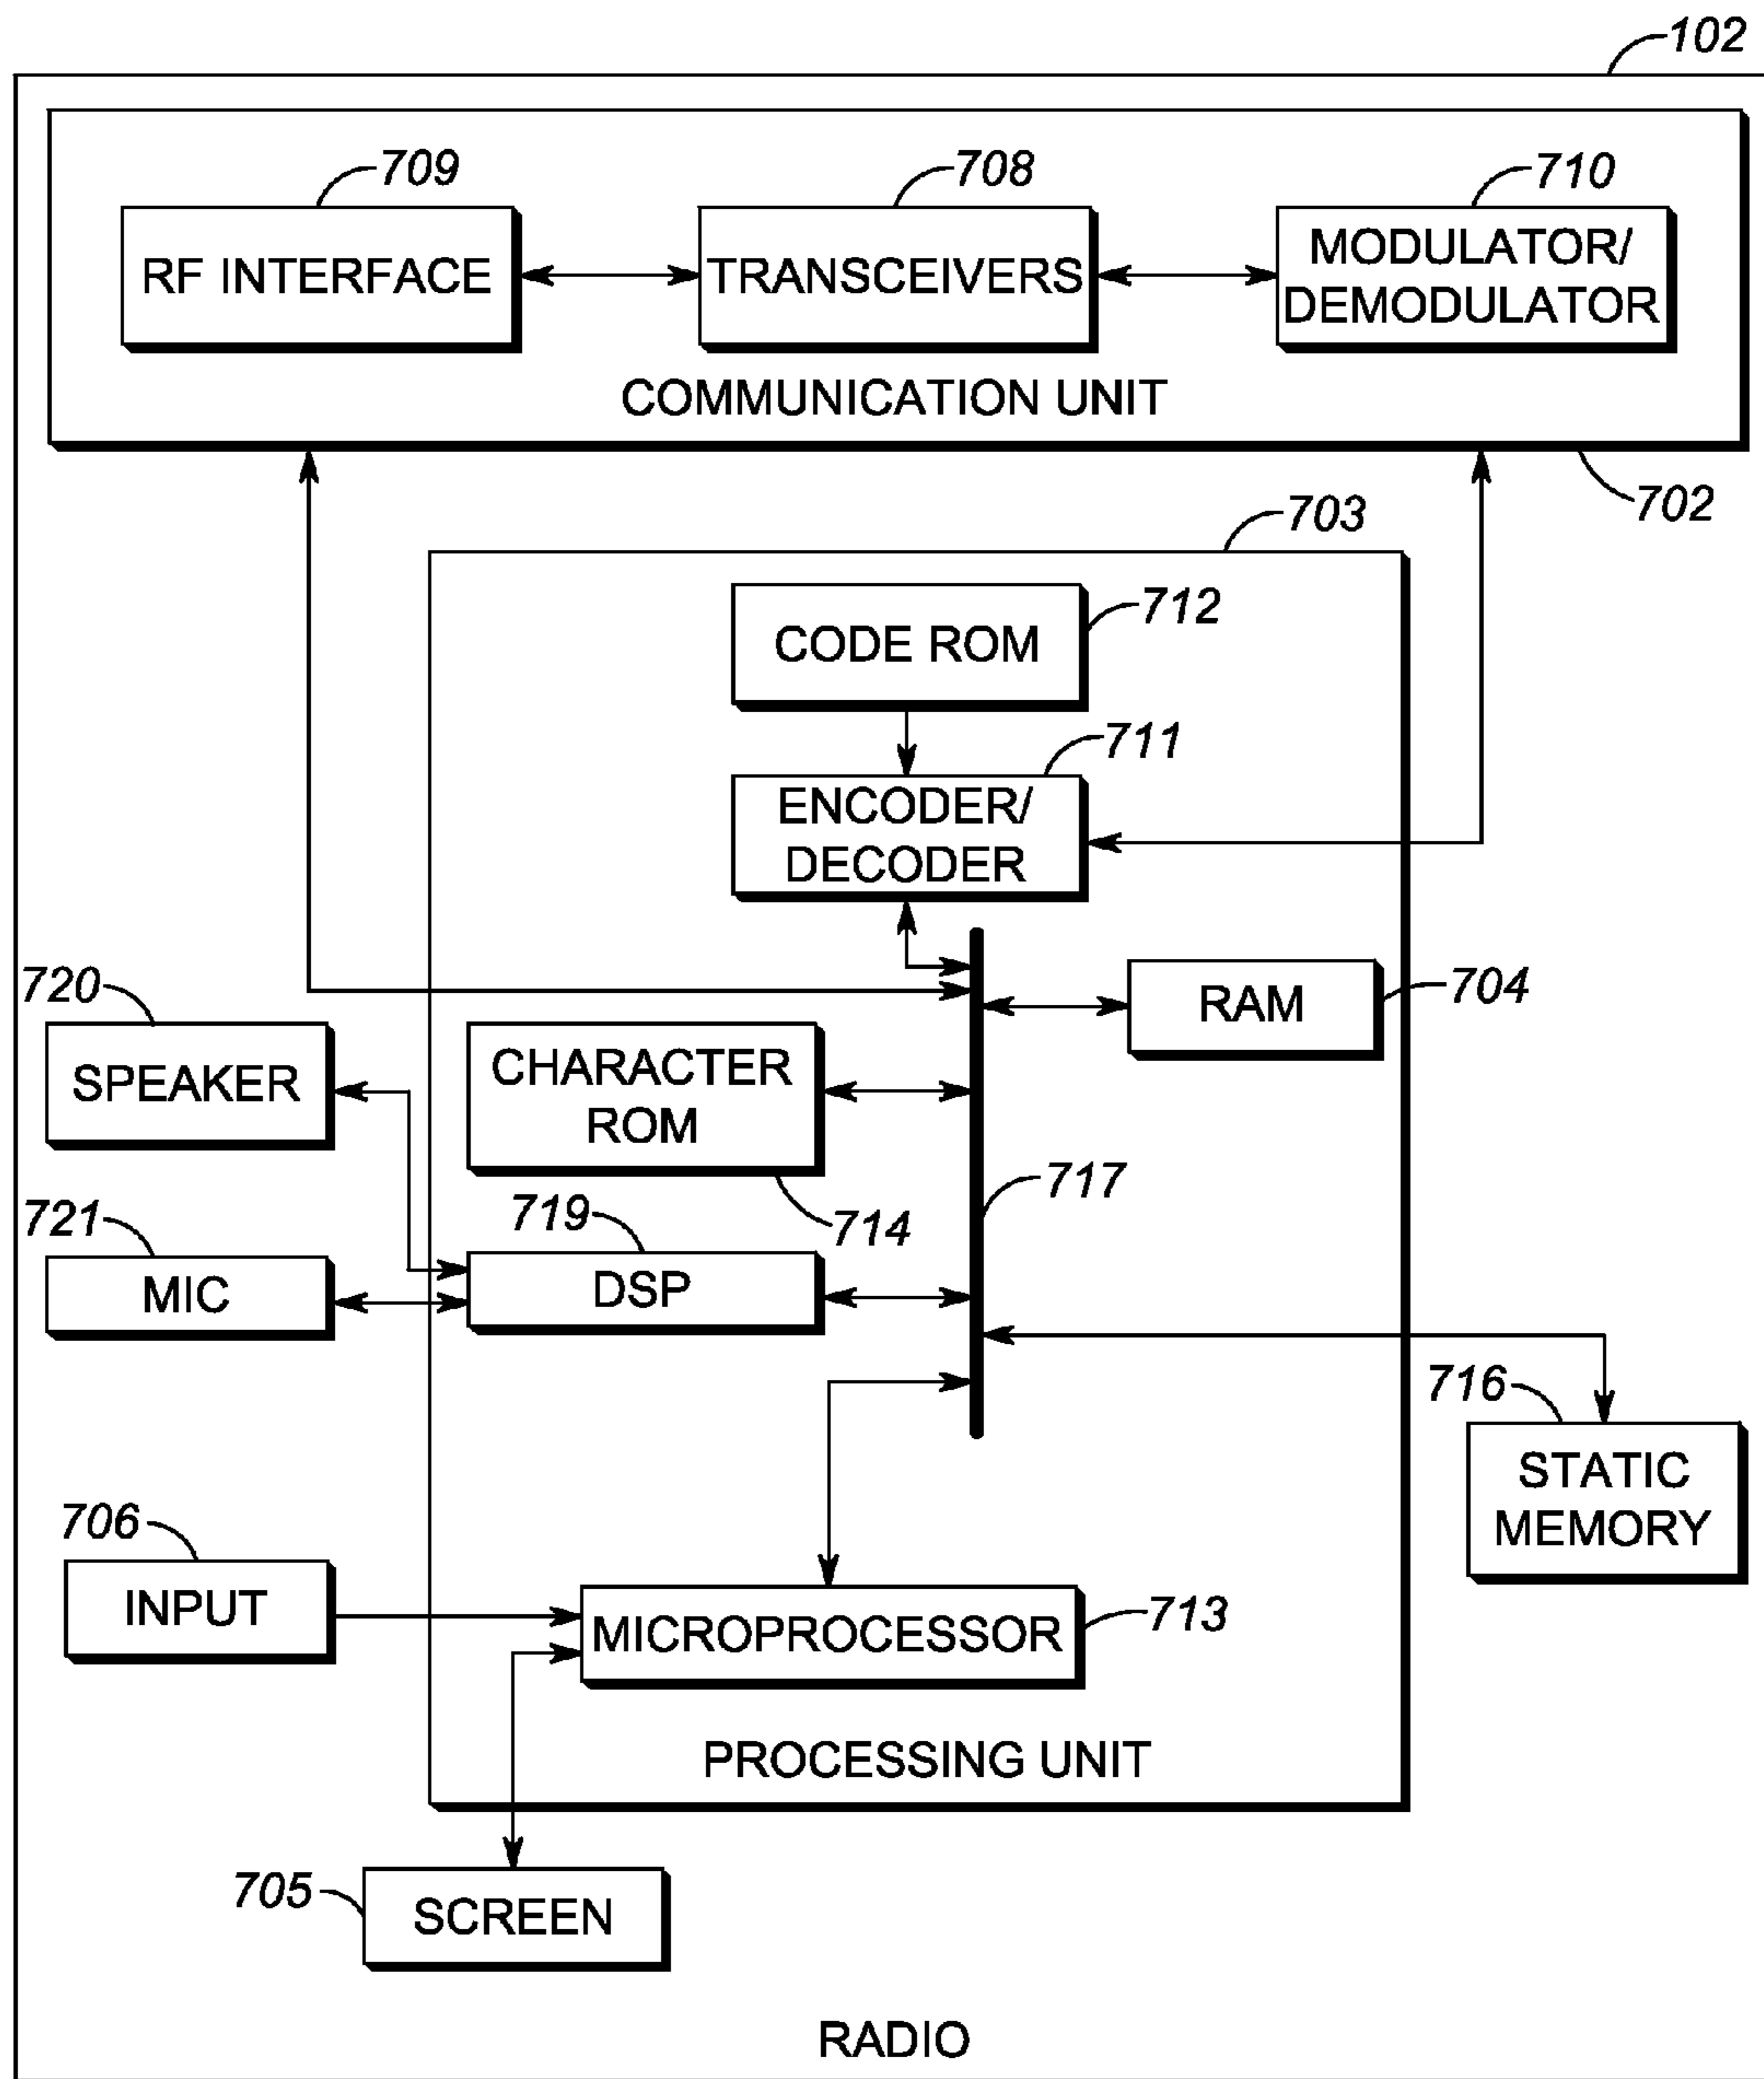 102
709
708
710
RF INTERFACE
TRANSCEIVERS
MODULATOR/
DEMODULATOR
COMMUNICATION UNIT
702
703
712
CODE ROM
711
ENCODER/
DECODER
720
704
RAM
SPEAKER
CHARACTER
ROM
717
721
719
714
MIC
DSP
716
STATIC
MEMORY
706
INPUT
MICROPROCESSOR
713
PROCESSING UNIT
705
SCREEN
RADIO